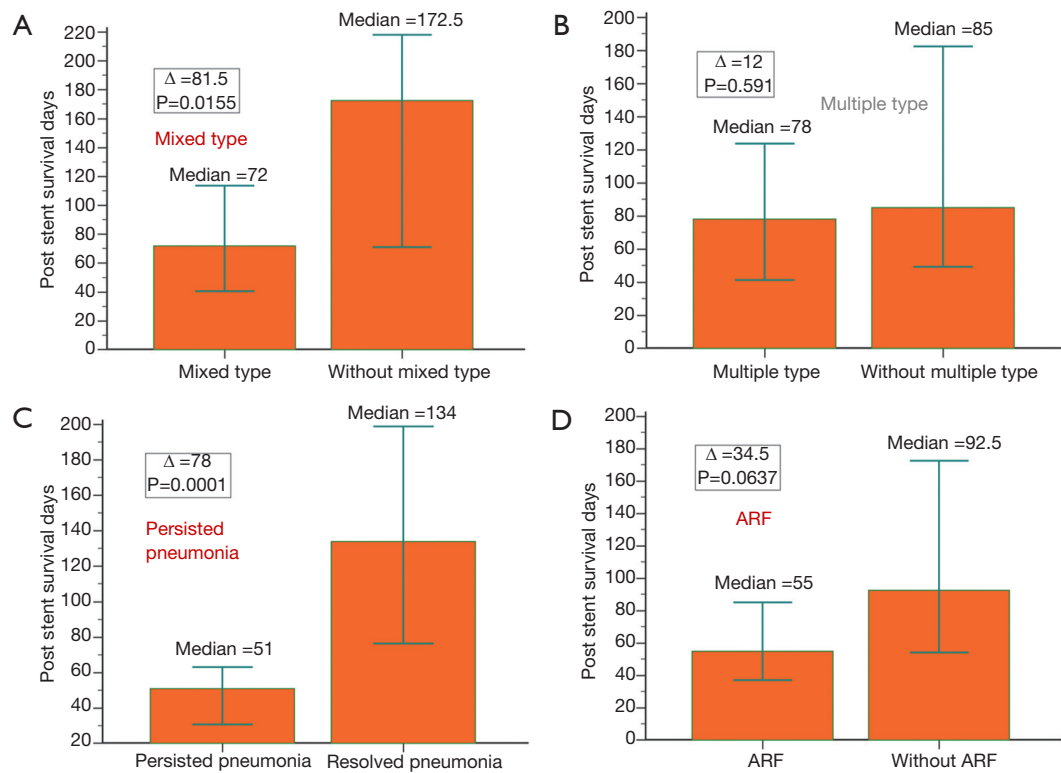 A
Post stent survival days
220
200
180
160
140
120
100
80
60
40
20
0
Median =172.5
Δ =81.5
P=0.0155
Mixed type
Median =72
Mixed type
Without mixed type
B
Post stent survival days
200
180
160
140
120
100
80
60
40
20
0
Median =85
Δ =12
P=0.591
Multiple type
Median =78
Multiple type
Without multiple type
C
Post stent survival days
200
180
160
140
120
100
80
60
40
20
Median =134
Δ =78
P=0.0001
Persisted
pneumonia
Median =51
Persisted pneumonia
Resolved pneumonia
D
Post stent survival days
200
180
160
140
120
100
80
60
40
20
0
Median =92.5
Δ =34.5
P=0.0637
ARF
Median =55
ARF
Without ARF